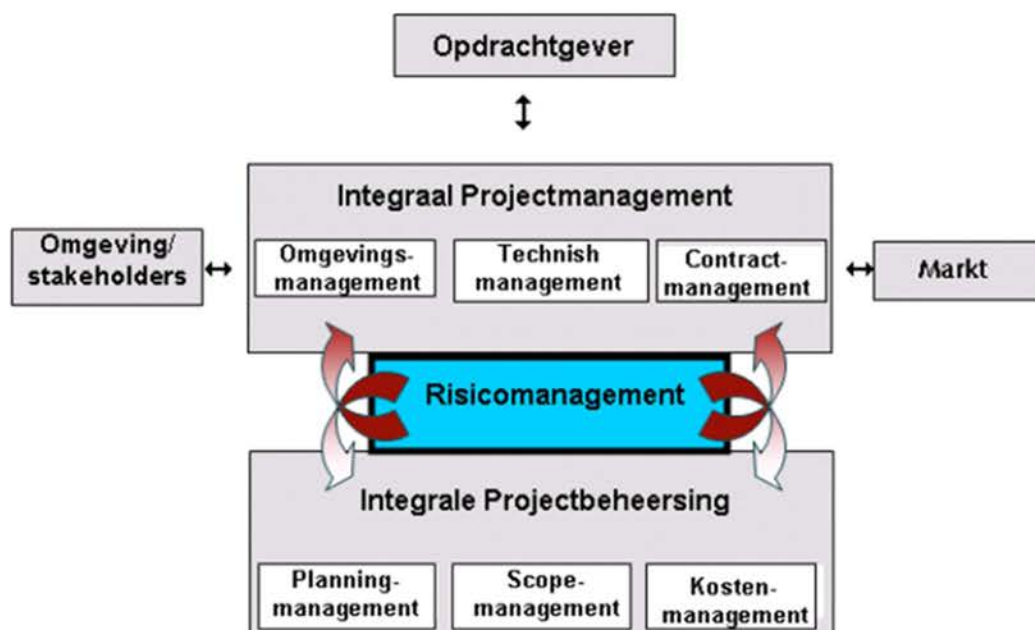 Opdrachtgever
Integraal Projectmanagement
Omgeving/
stakeholders
Omgevings-
management
Technish
management
Contract-
management
Markt
Risicomanagement
Integrale Projectbeheersing
Planning-
management
Scope-
management
Kosten-
management